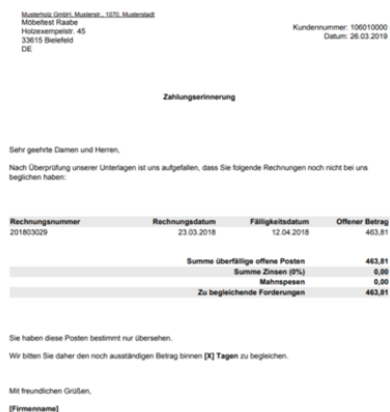 Musterholz GmbH, Musterstr., 1070, Musterstadt
Möbeltest Raabe
Holzexempelstr. 45
33615 Bielefeld
DE
Kundennummer: 106010000
Datum: 26.03.2019
Zahlungserinnerung
Sehr geehrte Damen und Herren,
Nach Überprüfung unserer Unterlagen ist uns aufgefallen, dass Sie folgende Rechnungen noch nicht bei uns
beglichen haben:
Rechnungsnummer Rechnungsdatum Fälligkeitsdatum Offener Betrag
201803029 23.03.2018 12.04.2018 463,81
Summe überfällige offene Posten 463,81
Summe Zinsen (0%) 0,00
Mahnspesen 0,00
Zu begleichende Forderungen 463,81
Sie haben diese Posten bestimmt nur übersehen.
Wir bitten Sie daher den noch ausständigen Betrag binnen [X] Tagen zu begleichen.
Mit freundlichen Grüßen,
[Firmenname]